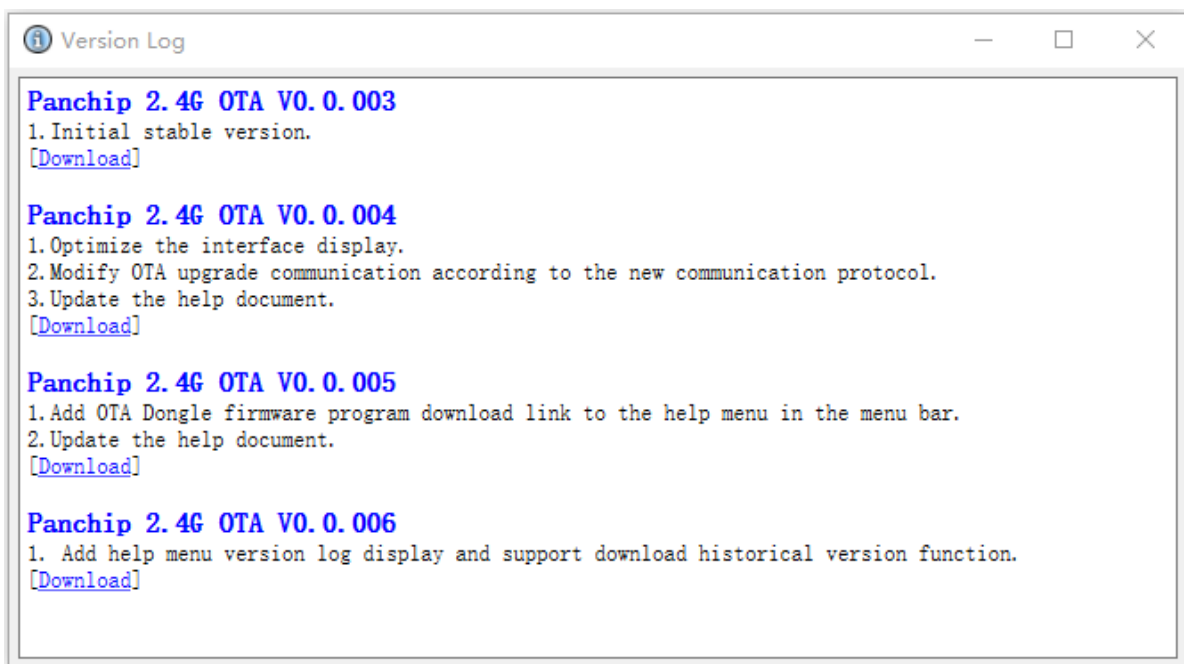 Version Log
Panchip 2.4G OTA V0.0.003
1.Initial stable version.
[Download]
Panchip 2.4G OTA V0.0.004
1.Optimize the interface display.
2.Modify OTA upgrade communication according to the new communication protocol.
3.Update the help document.
[Download]
Panchip 2.4G OTA V0.0.005
1.Add OTA Dongle firmware program download link to the help menu in the menu bar.
2.Update the help document.
[Download]
Panchip 2.4G OTA V0.0.006
1. Add help menu version log display and support download historical version function.
[Download]